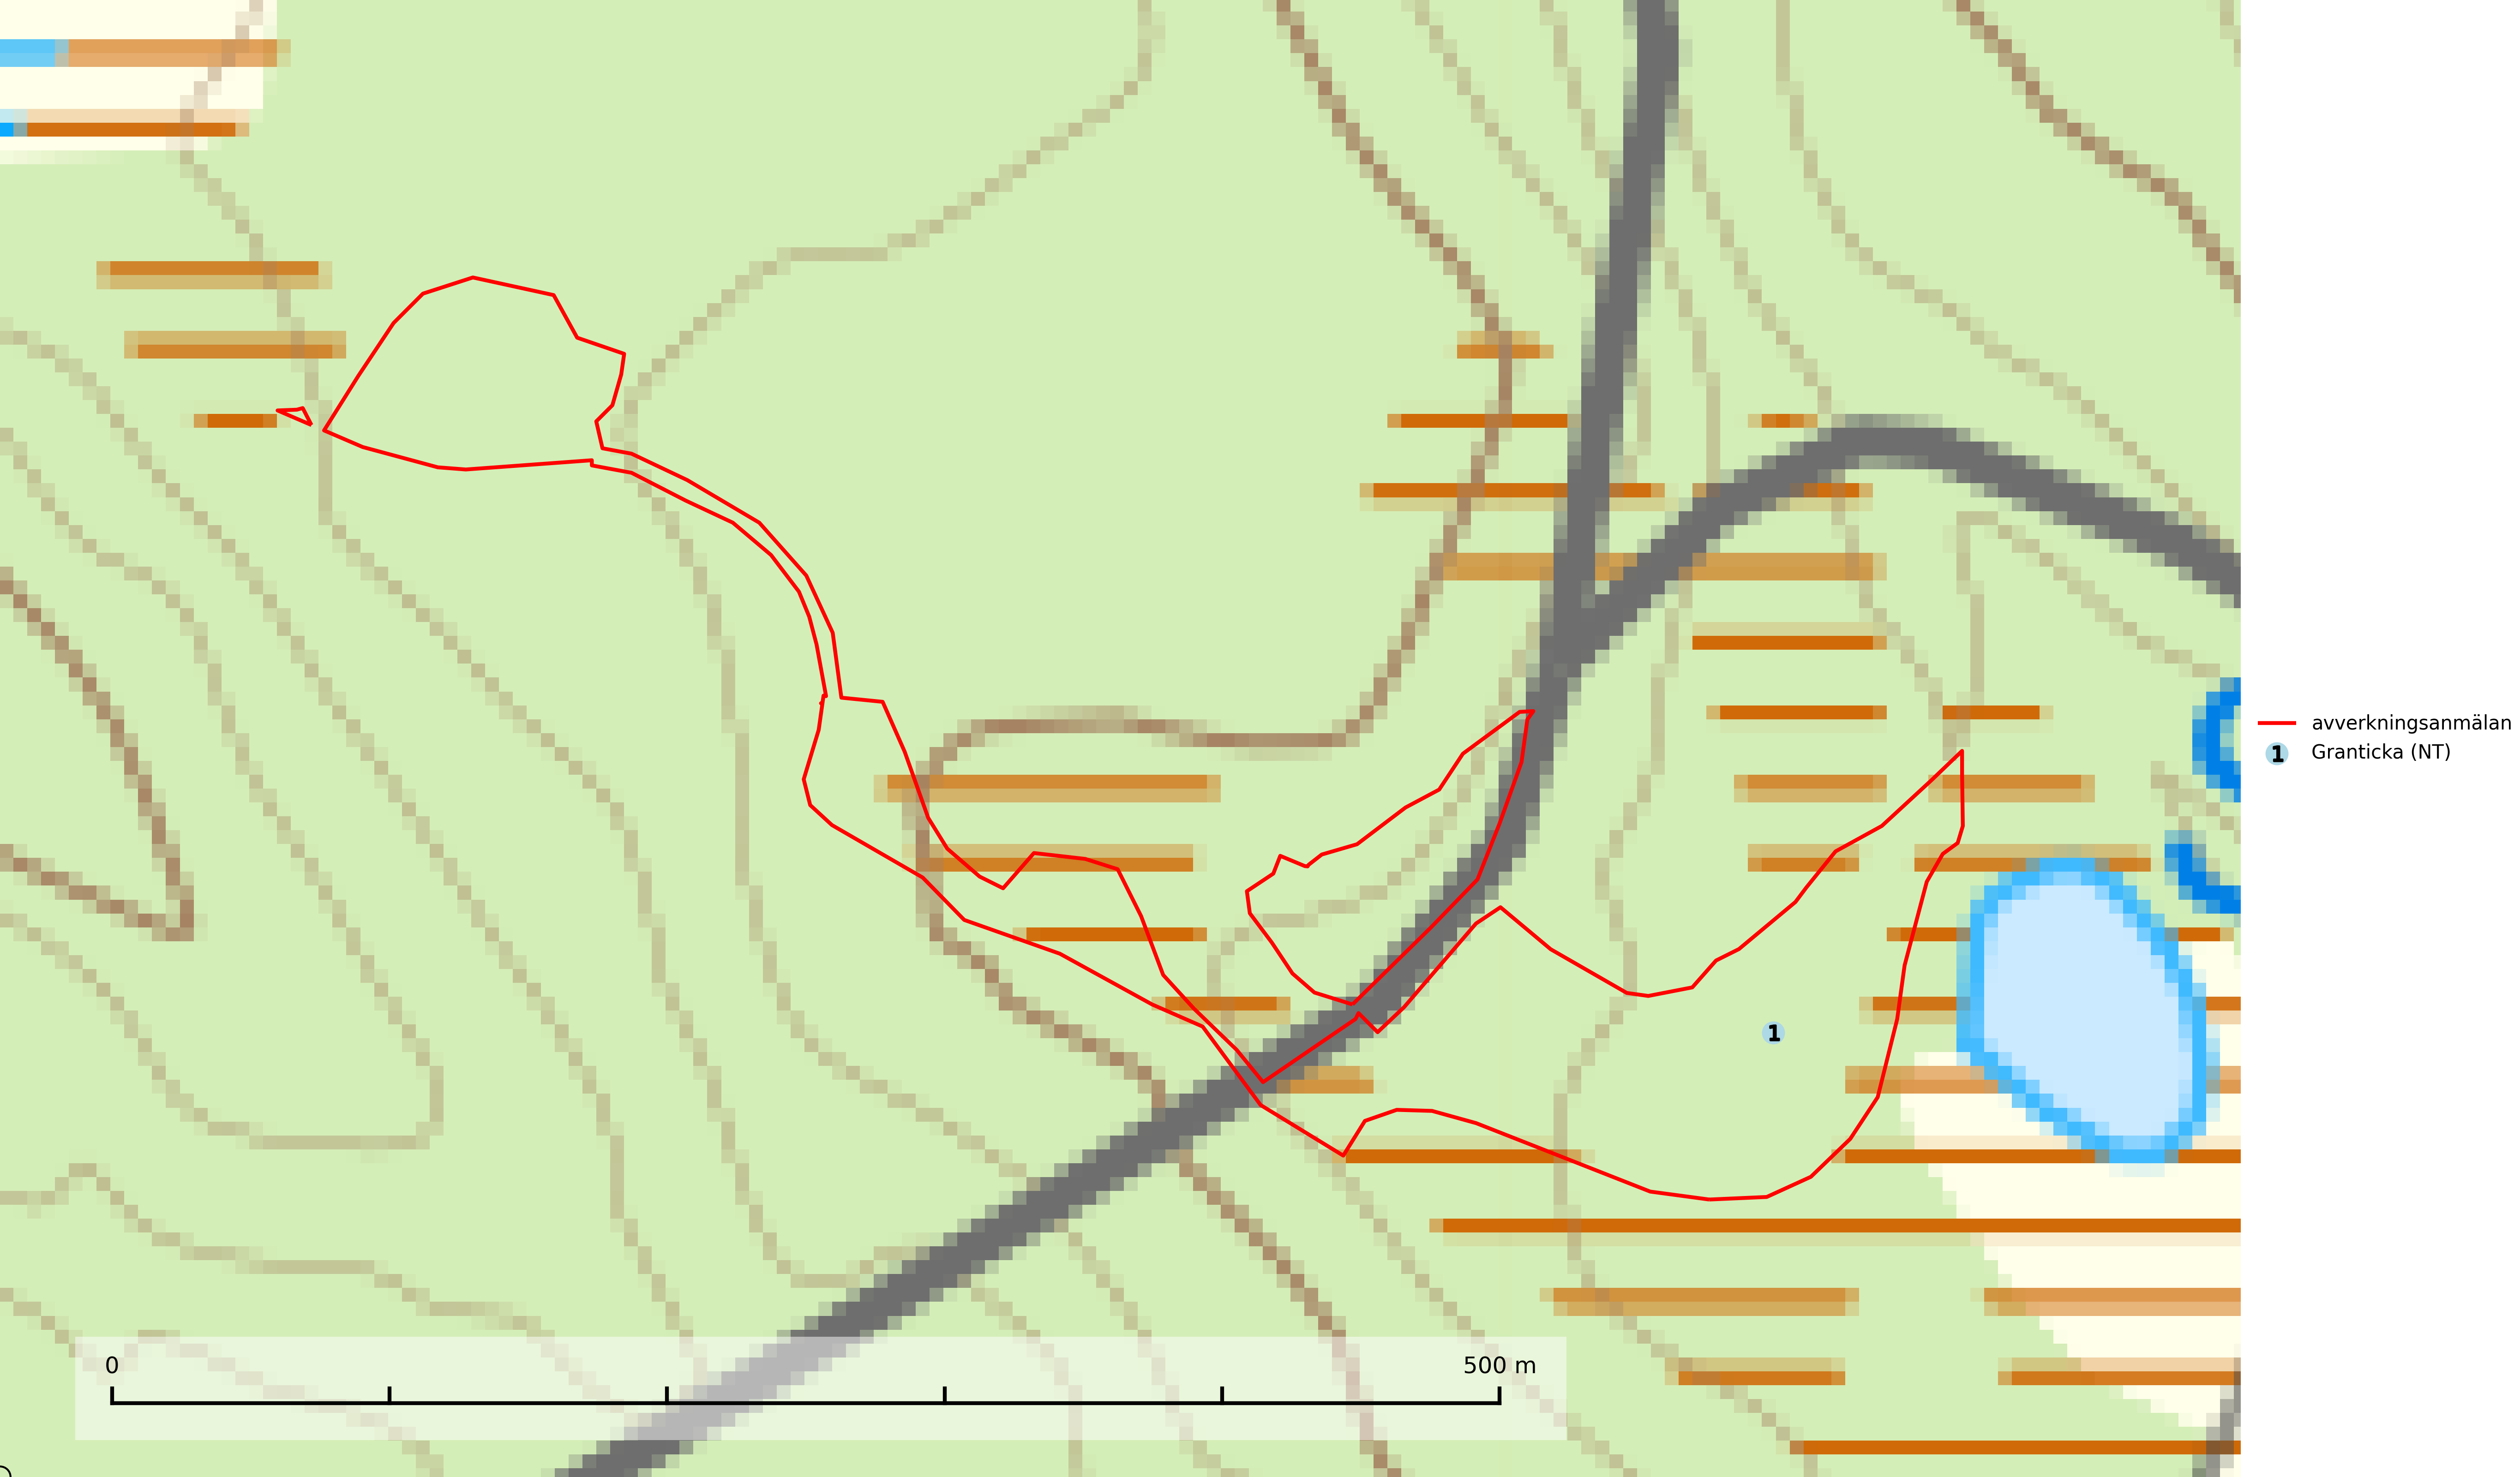 avverkningsanmälan
1 Granticka (NT)
1
0 500 m